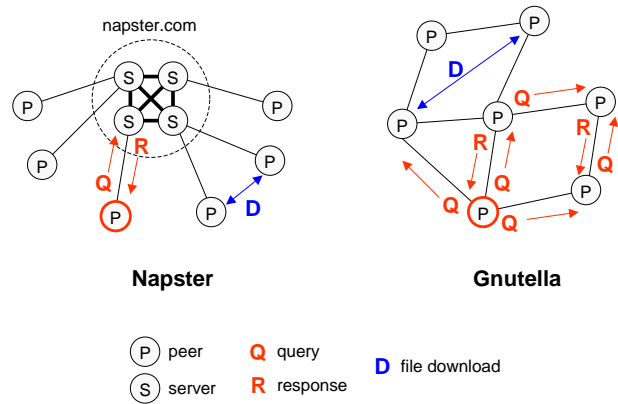 napster.com
S S
S S
P
P
P
P
P
P
Q
R
D
P
P
P
P
P
P
P
D
Q
R
Q
R
Q
Q
Q
Napster
Gnutella
P peer
S server
Q query
R response
D file download